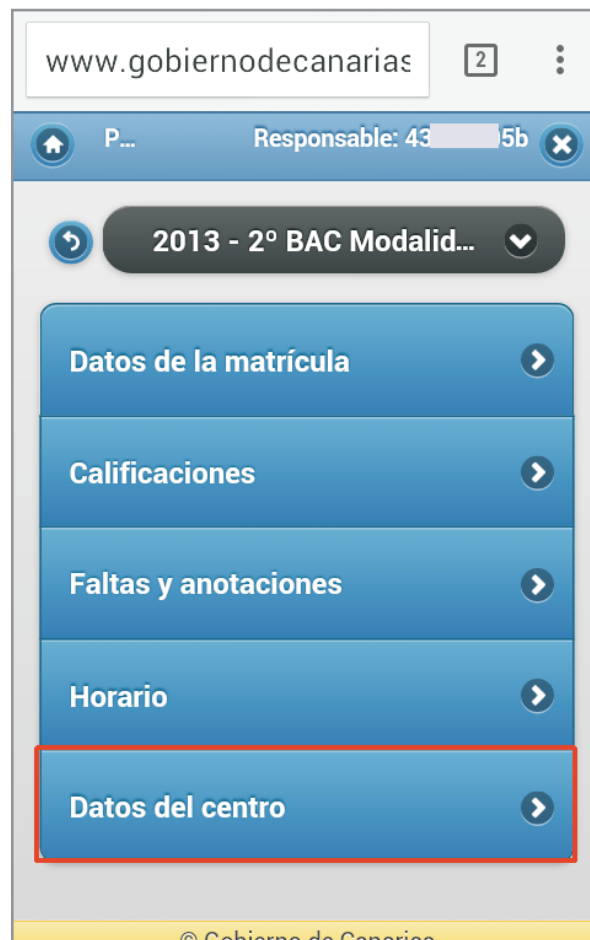 www.gobiernodecanarias
2
P... Responsable: 43 5b
2013 - 2º BAC Modalid...
Datos de la matrícula
Calificaciones
Faltas y anotaciones
Horario
Datos del centro
© Gobierno de Canarias